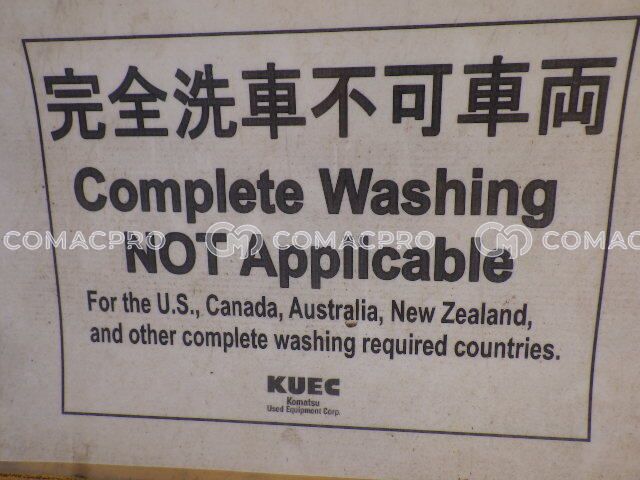 完全洗車不可車両
Complete Washing
COMACPRO COMACPRO COMACPRO
NOT Applicable
For the U.S., Canada, Australia, New Zealand,
and other complete washing required countries.
KUEC
Komatsu
Used Equipment Corp.